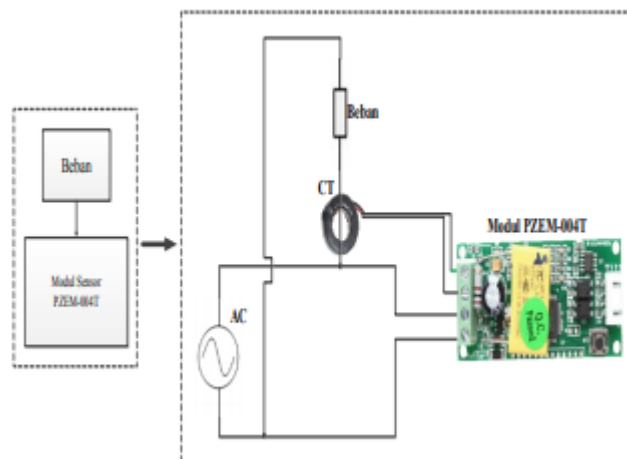 Beban
Modul Sensor
PZEM-004T
Beban
CT
Modul PZEM-004T
AC